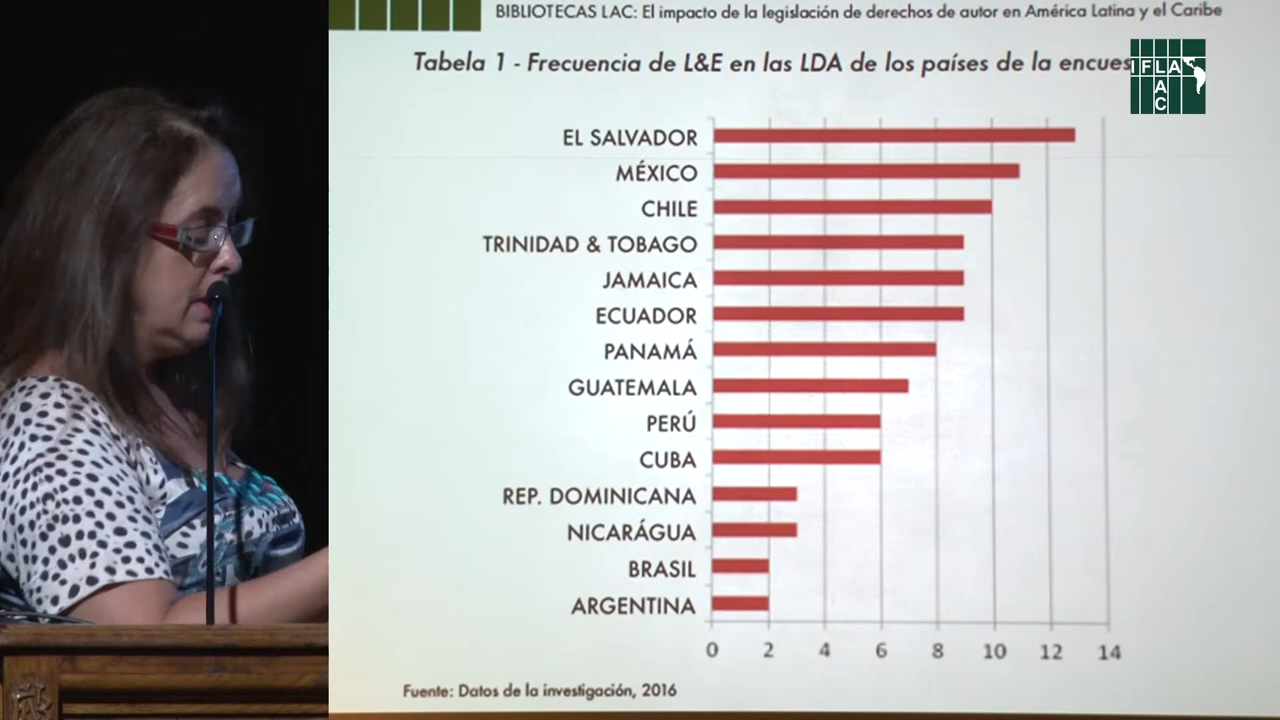 BIBLIOTECAS LAC: El impacto de la legislación de derechos de autor en América Latina y el Caribe
Tabela 1 - Frecuencia de L&E en las LDA de los países de la encues
IFLA
LAC
EL SALVADOR
MÉXICO
CHILE
TRINIDAD & TOBAGO
JAMAICA
ECUADOR
PANAMÁ
GUATEMALA
PERÚ
CUBA
REP. DOMINICANA
NICARÁGUA
BRASIL
ARGENTINA
0 2 4 6 8 10 12 14
Fuente: Datos de la investigación, 2016